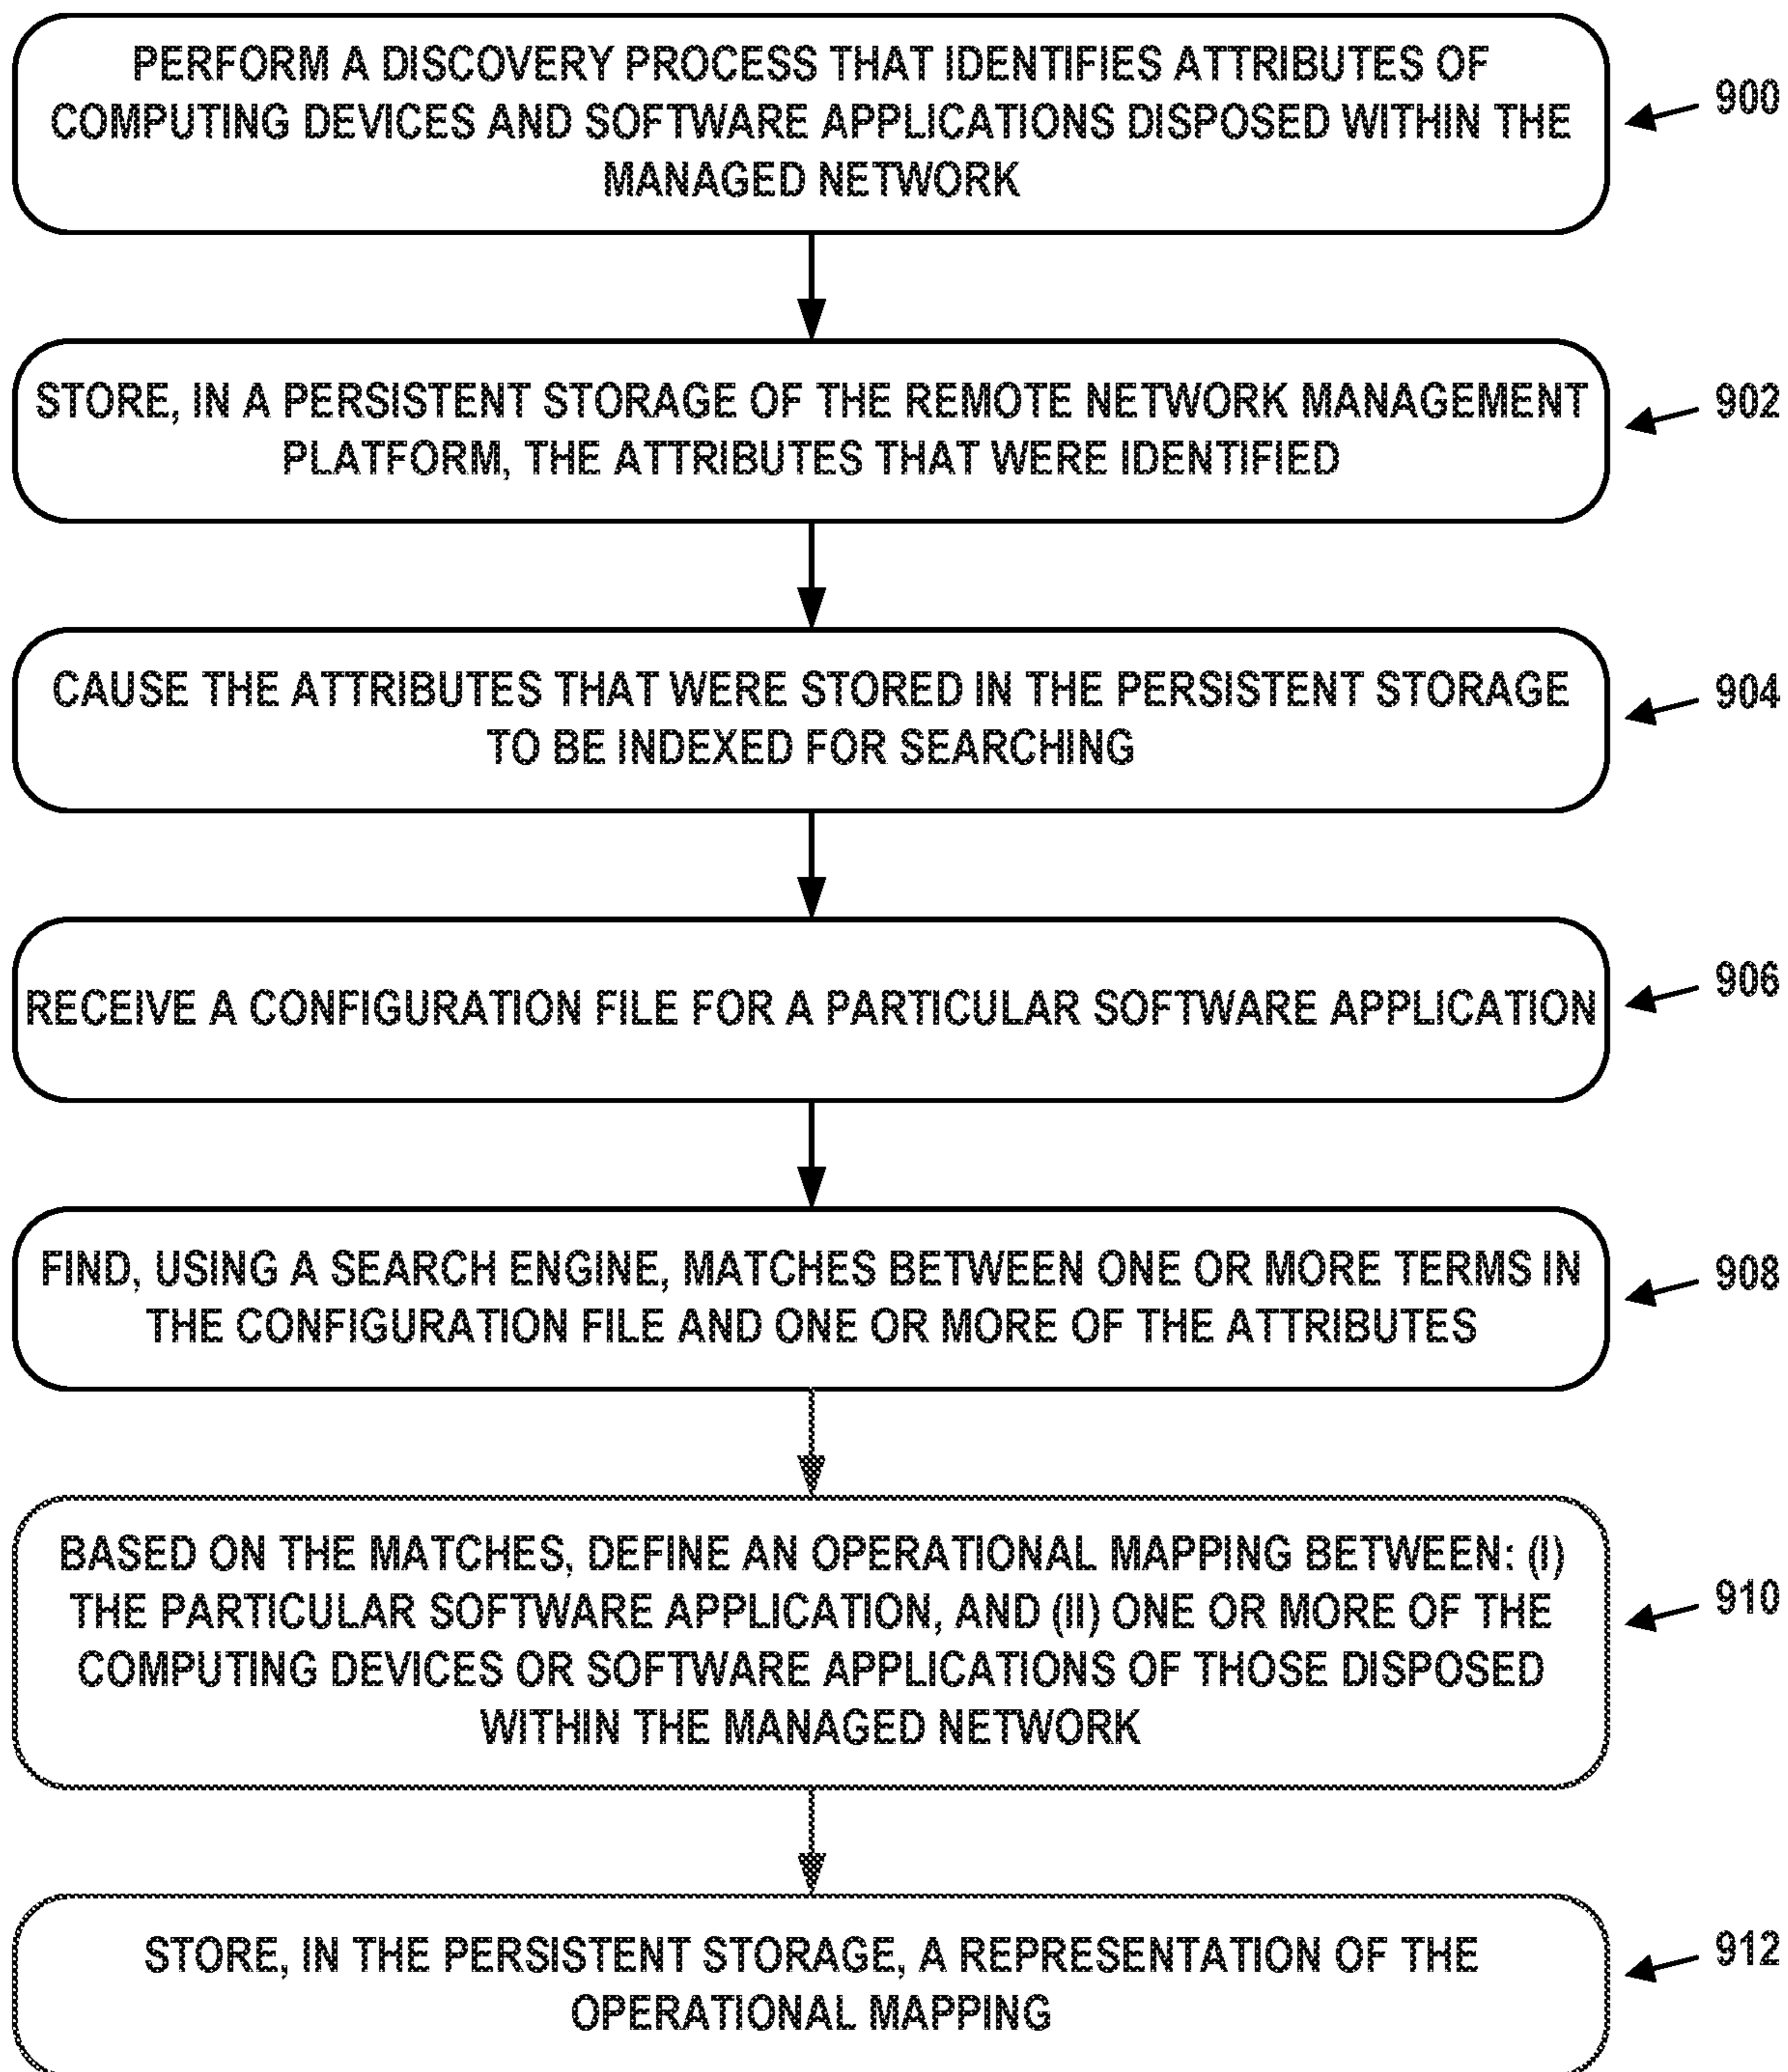 PERFORM A DISCOVERY PROCESS THAT IDENTIFIES ATTRIBUTES OF
COMPUTING DEVICES AND SOFTWARE APPLICATIONS DISPOSED WITHIN THE
MANAGED NETWORK
900
STORE, IN A PERSISTENT STORAGE OF THE REMOTE NETWORK MANAGEMENT
PLATFORM, THE ATTRIBUTES THAT WERE IDENTIFIED
902
CAUSE THE ATTRIBUTES THAT WERE STORED IN THE PERSISTENT STORAGE
TO BE INDEXED FOR SEARCHING
904
RECEIVE A CONFIGURATION FILE FOR A PARTICULAR SOFTWARE APPLICATION
906
FIND, USING A SEARCH ENGINE, MATCHES BETWEEN ONE OR MORE TERMS IN
THE CONFIGURATION FILE AND ONE OR MORE OF THE ATTRIBUTES
908
BASED ON THE MATCHES, DEFINE AN OPERATIONAL MAPPING BETWEEN: (I)
THE PARTICULAR SOFTWARE APPLICATION, AND (II) ONE OR MORE OF THE
COMPUTING DEVICES OR SOFTWARE APPLICATIONS OF THOSE DISPOSED
WITHIN THE MANAGED NETWORK
910
STORE, IN THE PERSISTENT STORAGE, A REPRESENTATION OF THE
OPERATIONAL MAPPING
912